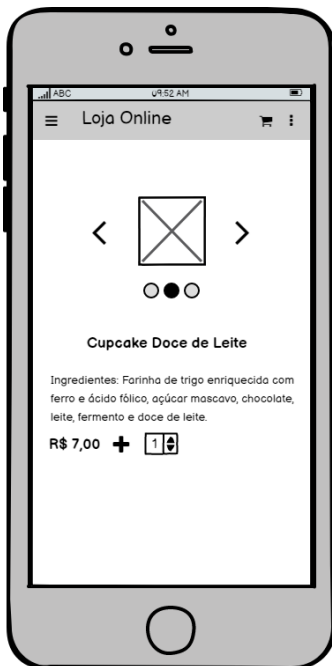 ABC 09:52 AM
Loja Online
Cupcake Doce de Leite
Ingredientes: Farinha de trigo enriquecida com
ferro e ácido fólico, açúcar mascavo, chocolate,
leite, fermento e doce de leite.
R$ 7,00 1